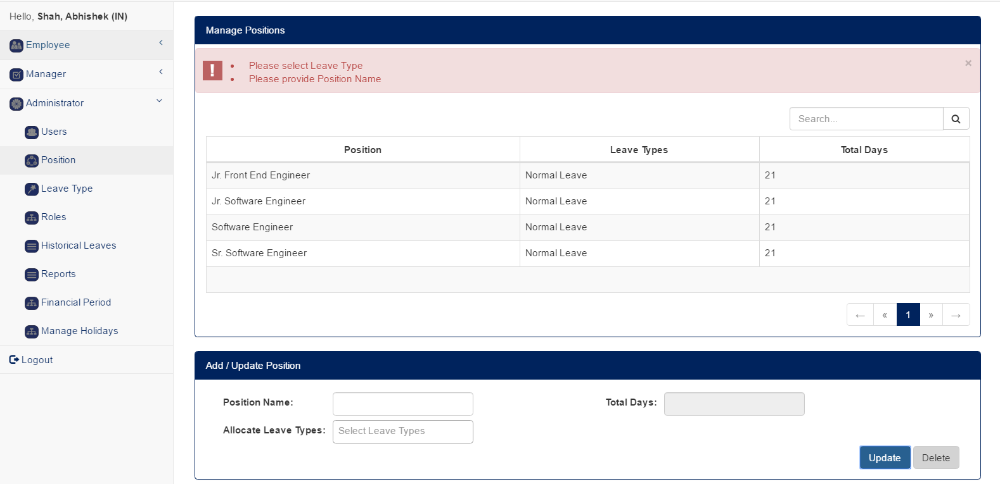 Hello, Shah, Abhishek (IN)
Employee
Manager
Administrator
Users
Position
Leave Type
Roles
Historical Leaves
Reports
Financial Period
Manage Holidays
Logout
Manage Positions
! • Please select Leave Type
• Please provide Position Name
×
Search...
Position Leave Types Total Days
Jr. Front End Engineer Normal Leave 21
Jr. Software Engineer Normal Leave 21
Software Engineer Normal Leave 21
Sr. Software Engineer Normal Leave 21
← « 1 » →
Add / Update Position
Position Name: Total Days:
Allocate Leave Types: Select Leave Types
Update Delete